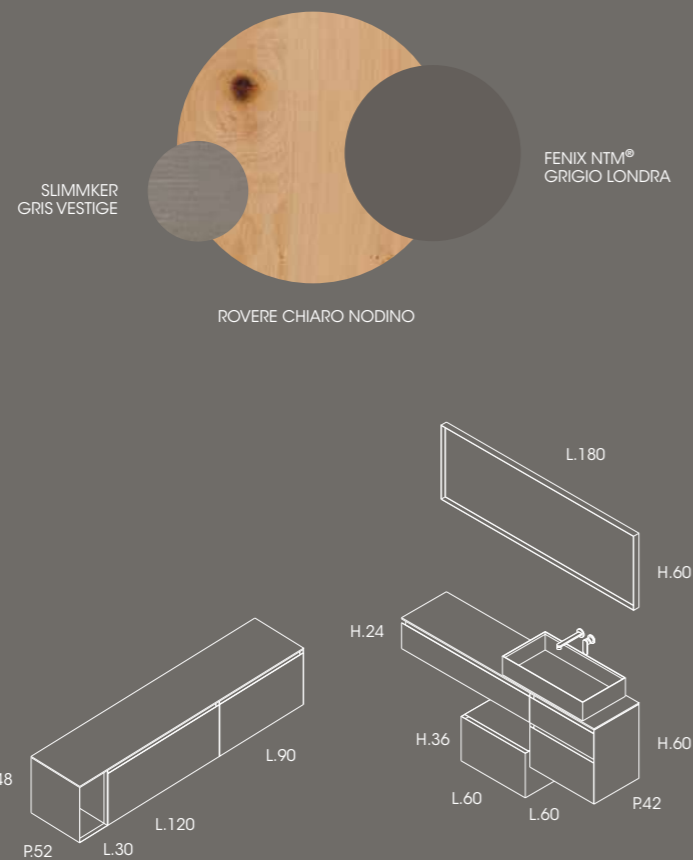 SLIMMKER
GRIS VESTIGE
FENIX NTM®
GRIGIO LONDRA
ROVERE CHIARO NODINO
L.180
H.60
H.24
H.36
H.60
L.60
L.60
P.42
48
L.90
L.120
P.52
L.30